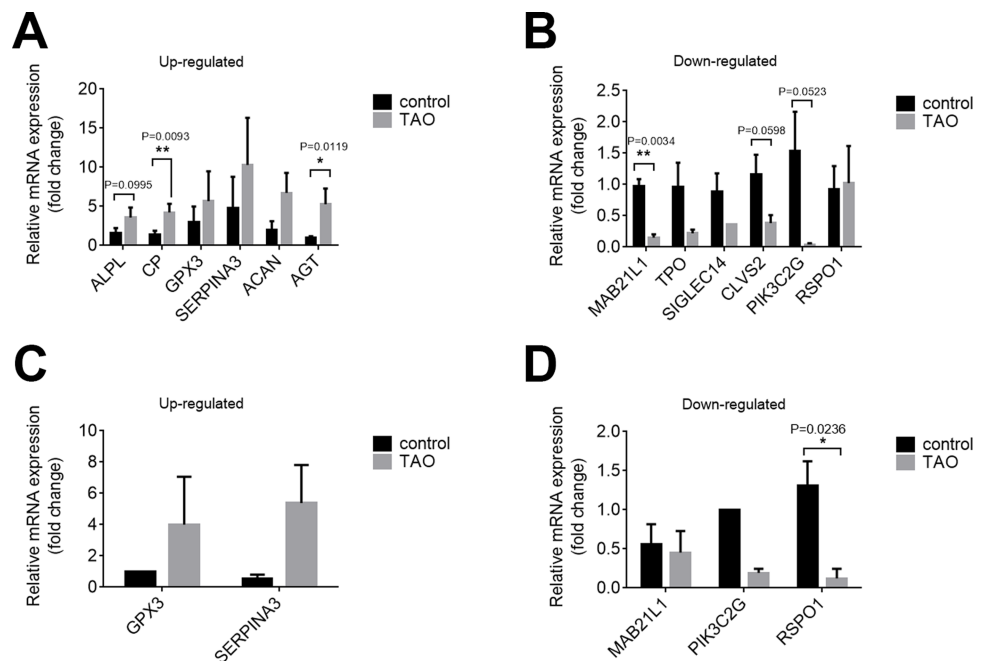 A
Up-regulated
Relative mRNA expression
(fold change)
20
15
10
5
0
P=0.0995
P=0.0093
**
P=0.0119
*
control
TAO
ALPL
CP
GPX3
SERPINA3
ACAN
AGT
B
Down-regulated
Relative mRNA expression
(fold change)
2.5
2.0
1.5
1.0
0.5
0.0
P=0.0034
**
P=0.0598
P=0.0523
control
TAO
MAB21L1
TPO
SIGLEC14
CLVS2
PIK3C2G
RSPO1
C
Up-regulated
Relative mRNA expression
(fold change)
10
8
6
4
2
0
control
TAO
GPX3
SERPINA3
D
Down-regulated
Relative mRNA expression
(fold change)
2.0
1.5
1.0
0.5
0.0
P=0.0236
*
control
TAO
MAB21L1
PIK3C2G
RSPO1